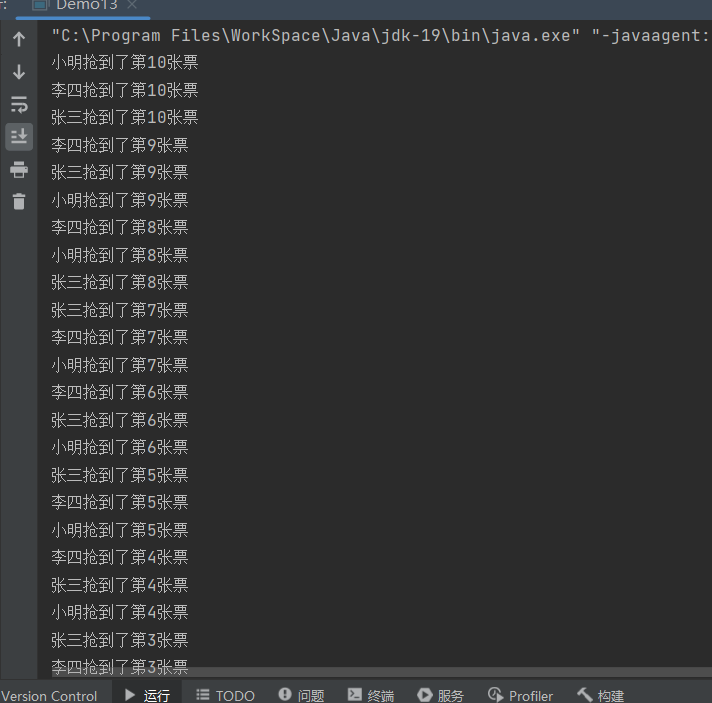 Demo13
"C:\Program Files\WorkSpace\Java\jdk-19\bin\java.exe" "-javaagent:
小明抢到了第10张票
李四抢到了第10张票
张三抢到了第10张票
李四抢到了第9张票
张三抢到了第9张票
小明抢到了第9张票
李四抢到了第8张票
小明抢到了第8张票
张三抢到了第8张票
张三抢到了第7张票
李四抢到了第7张票
小明抢到了第7张票
李四抢到了第6张票
张三抢到了第6张票
小明抢到了第6张票
张三抢到了第5张票
李四抢到了第5张票
小明抢到了第5张票
李四抢到了第4张票
张三抢到了第4张票
小明抢到了第4张票
张三抢到了第3张票
李四抢到了第3张票
Version Control 运行 TODO 问题 终端 服务 Profiler 构建